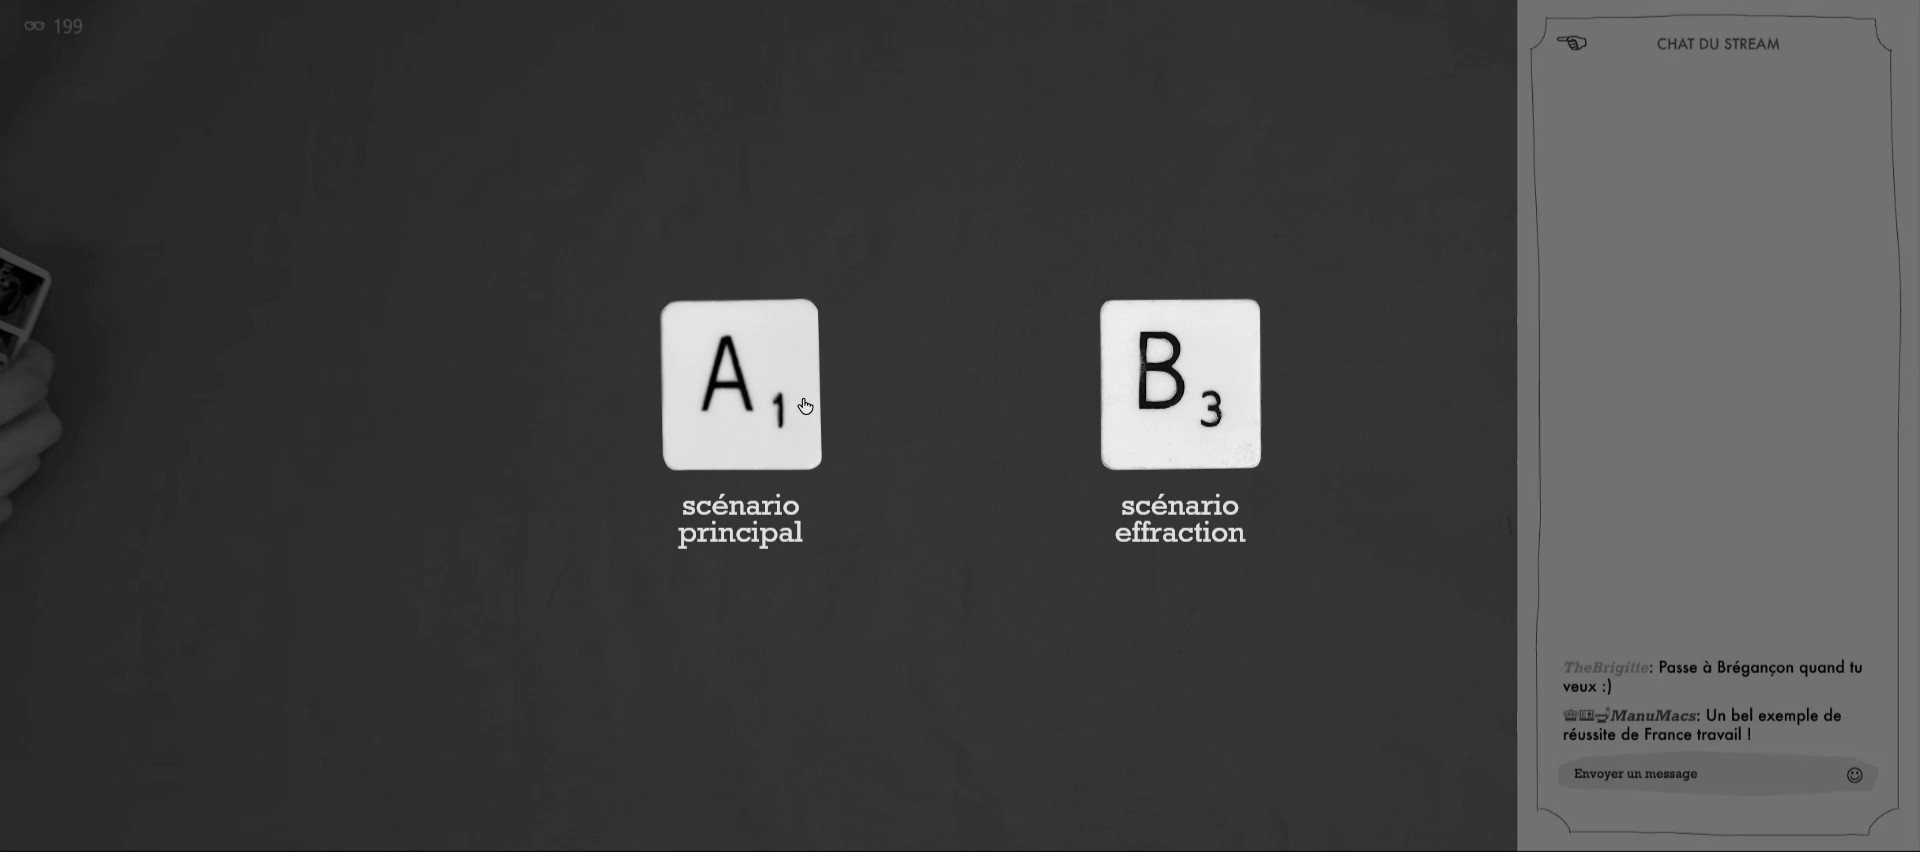 199
A 1
scénario
principal
B 3
scénario
effraction
CHAT DU STREAM
TheBrigitte: Passe à Brégançon quand tu
veux :)
ManuMacs: Un bel exemple de
réussite de France travail !
Envoyer un message